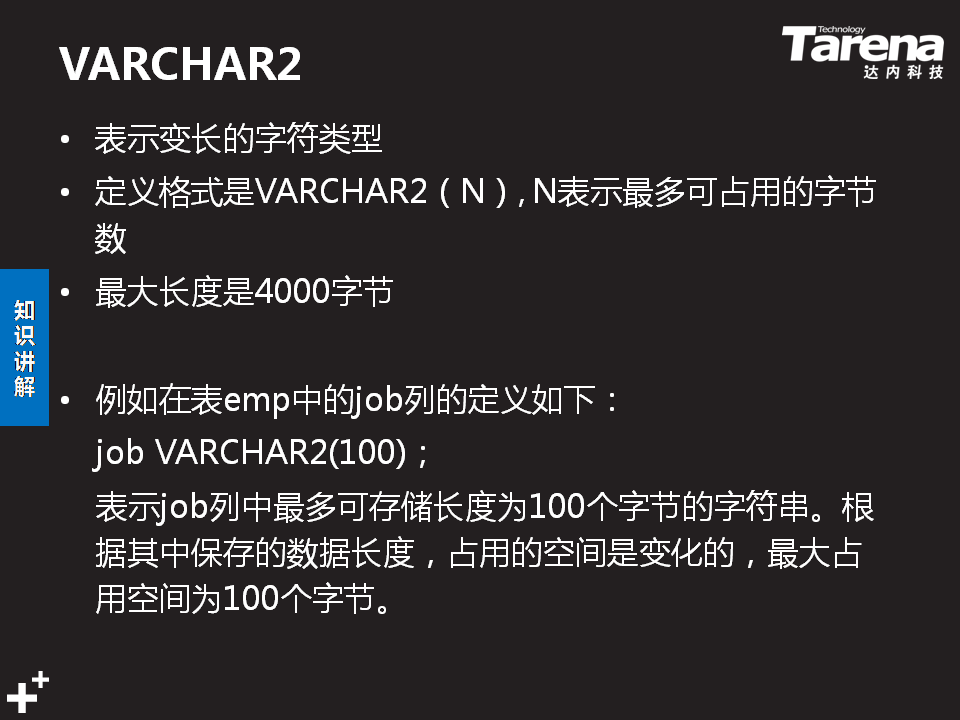 VARCHAR2
Technology
Tarena
达内科技
• 表示变长的字符类型
• 定义格式是VARCHAR2（N）, N表示最多可占用的字节
数
• 最大长度是4000字节
知识讲解
• 例如在表emp中的job列的定义如下：
job VARCHAR2(100)；
表示job列中最多可存储长度为100个字节的字符串。根
据其中保存的数据长度，占用的空间是变化的，最大占
用空间为100个字节。